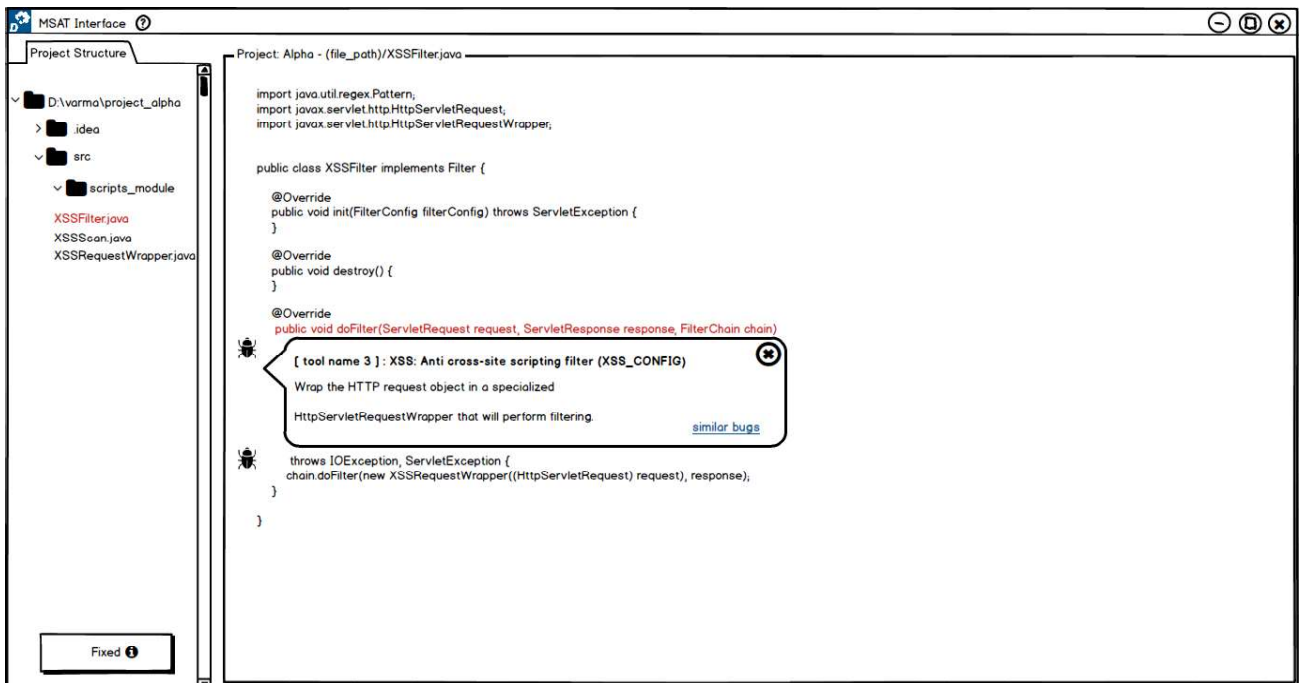 MSAT Interface ?
Project Structure
D:\varma\project_alpha
.idea
src
scripts_module
XSSFilter.java
XSSScan.java
XSSRequestWrapper.java
Fixed
Project: Alpha - (file_path)/XSSFilter.java
import java.util.regex.Pattern;
import javax.servlet.http.HttpServletRequest;
import javax.servlet.http.HttpServletRequestWrapper;
public class XSSFilter implements Filter {
@Override
public void init(FilterConfig filterConfig) throws ServletException {
}
@Override
public void destroy() {
}
@Override
public void doFilter(ServletRequest request, ServletResponse response, FilterChain chain)
[ tool name 3 ] : XSS: Anti cross-site scripting filter (XSS_CONFIG)
Wrap the HTTP request object in a specialized
HttpServletRequestWrapper that will perform filtering.
similar bugs
throws IOException, ServletException {
chain.doFilter(new XSSRequestWrapper((HttpServletRequest) request), response);
}
}